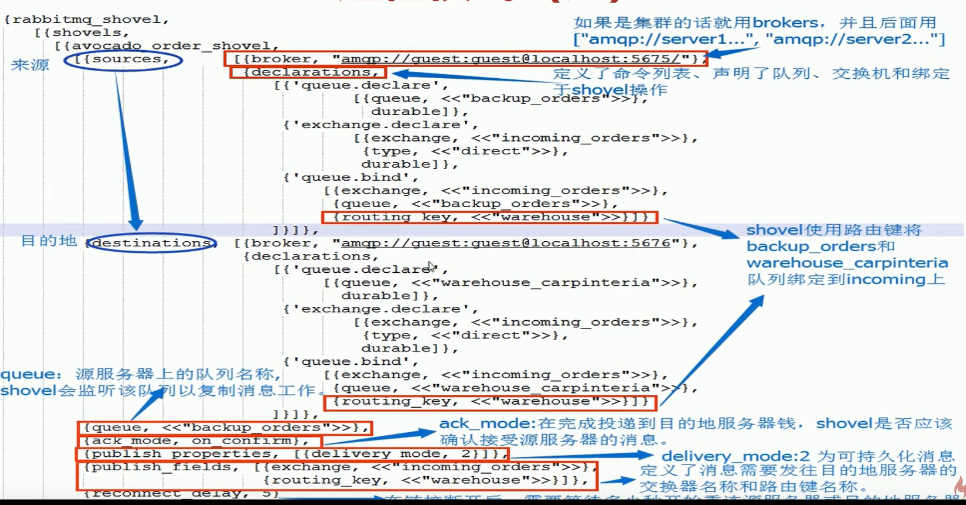 {rabbitmq_shovel,
如果是集群的话就用brokers，并且后面用
[{shovels,
["amqp://server1...", "amqp://server2..."]
[{avocado_order_shovel,
来源
[{sources, [{broker, "amqp://guest:guest@localhost:5675/"},
{declarations,
定义了命令列表、声明了队列、交换机和绑定
于shovel操作
[{'queue.declare',
[{queue, <<"backup_orders">>},
durable]},
{'exchange.declare',
[{exchange, <<"incoming_orders">>},
{type, <<"direct">>},
durable]},
{'queue.bind',
[{exchange, <<"incoming_orders">>},
{queue, <<"backup_orders">>},
{routing_key, <<"warehouse">>}]}
]}]},
目的地
{destinations, [{broker, "amqp://guest:guest@localhost:5676"},
{declarations,
shovel使用路由键将
backup_orders和
warehouse_carpinteria
队列绑定到incoming上
[{'queue.declare',
[{queue, <<"warehouse_carpinteria">>},
durable]},
{'exchange.declare',
[{exchange, <<"incoming_orders">>},
{type, <<"direct">>},
durable]},
{'queue.bind',
[{exchange, <<"incoming_orders">>},
{queue, <<"warehouse_carpinteria">>},
{routing_key, <<"warehouse">>}]}
]}]},
queue：源服务器上的队列名称,
shovel会监听该队列以复制消息工作。
{queue, <<"backup_orders">>},
ack_mode:在完成投递到目的地服务器钱，shovel是否应该
确认接受源服务器的消息。
{ack_mode, on_confirm},
{publish_properties, [{delivery_mode, 2}]},
delivery_mode:2 为可持久化消息
{publish_fields, [{exchange, <<"incoming_orders">>},
{routing_key, <<"warehouse">>}]},
定义了消息需要发往目的地服务器的
交换器名称和路由键名称。
{reconnect_delay, 5}